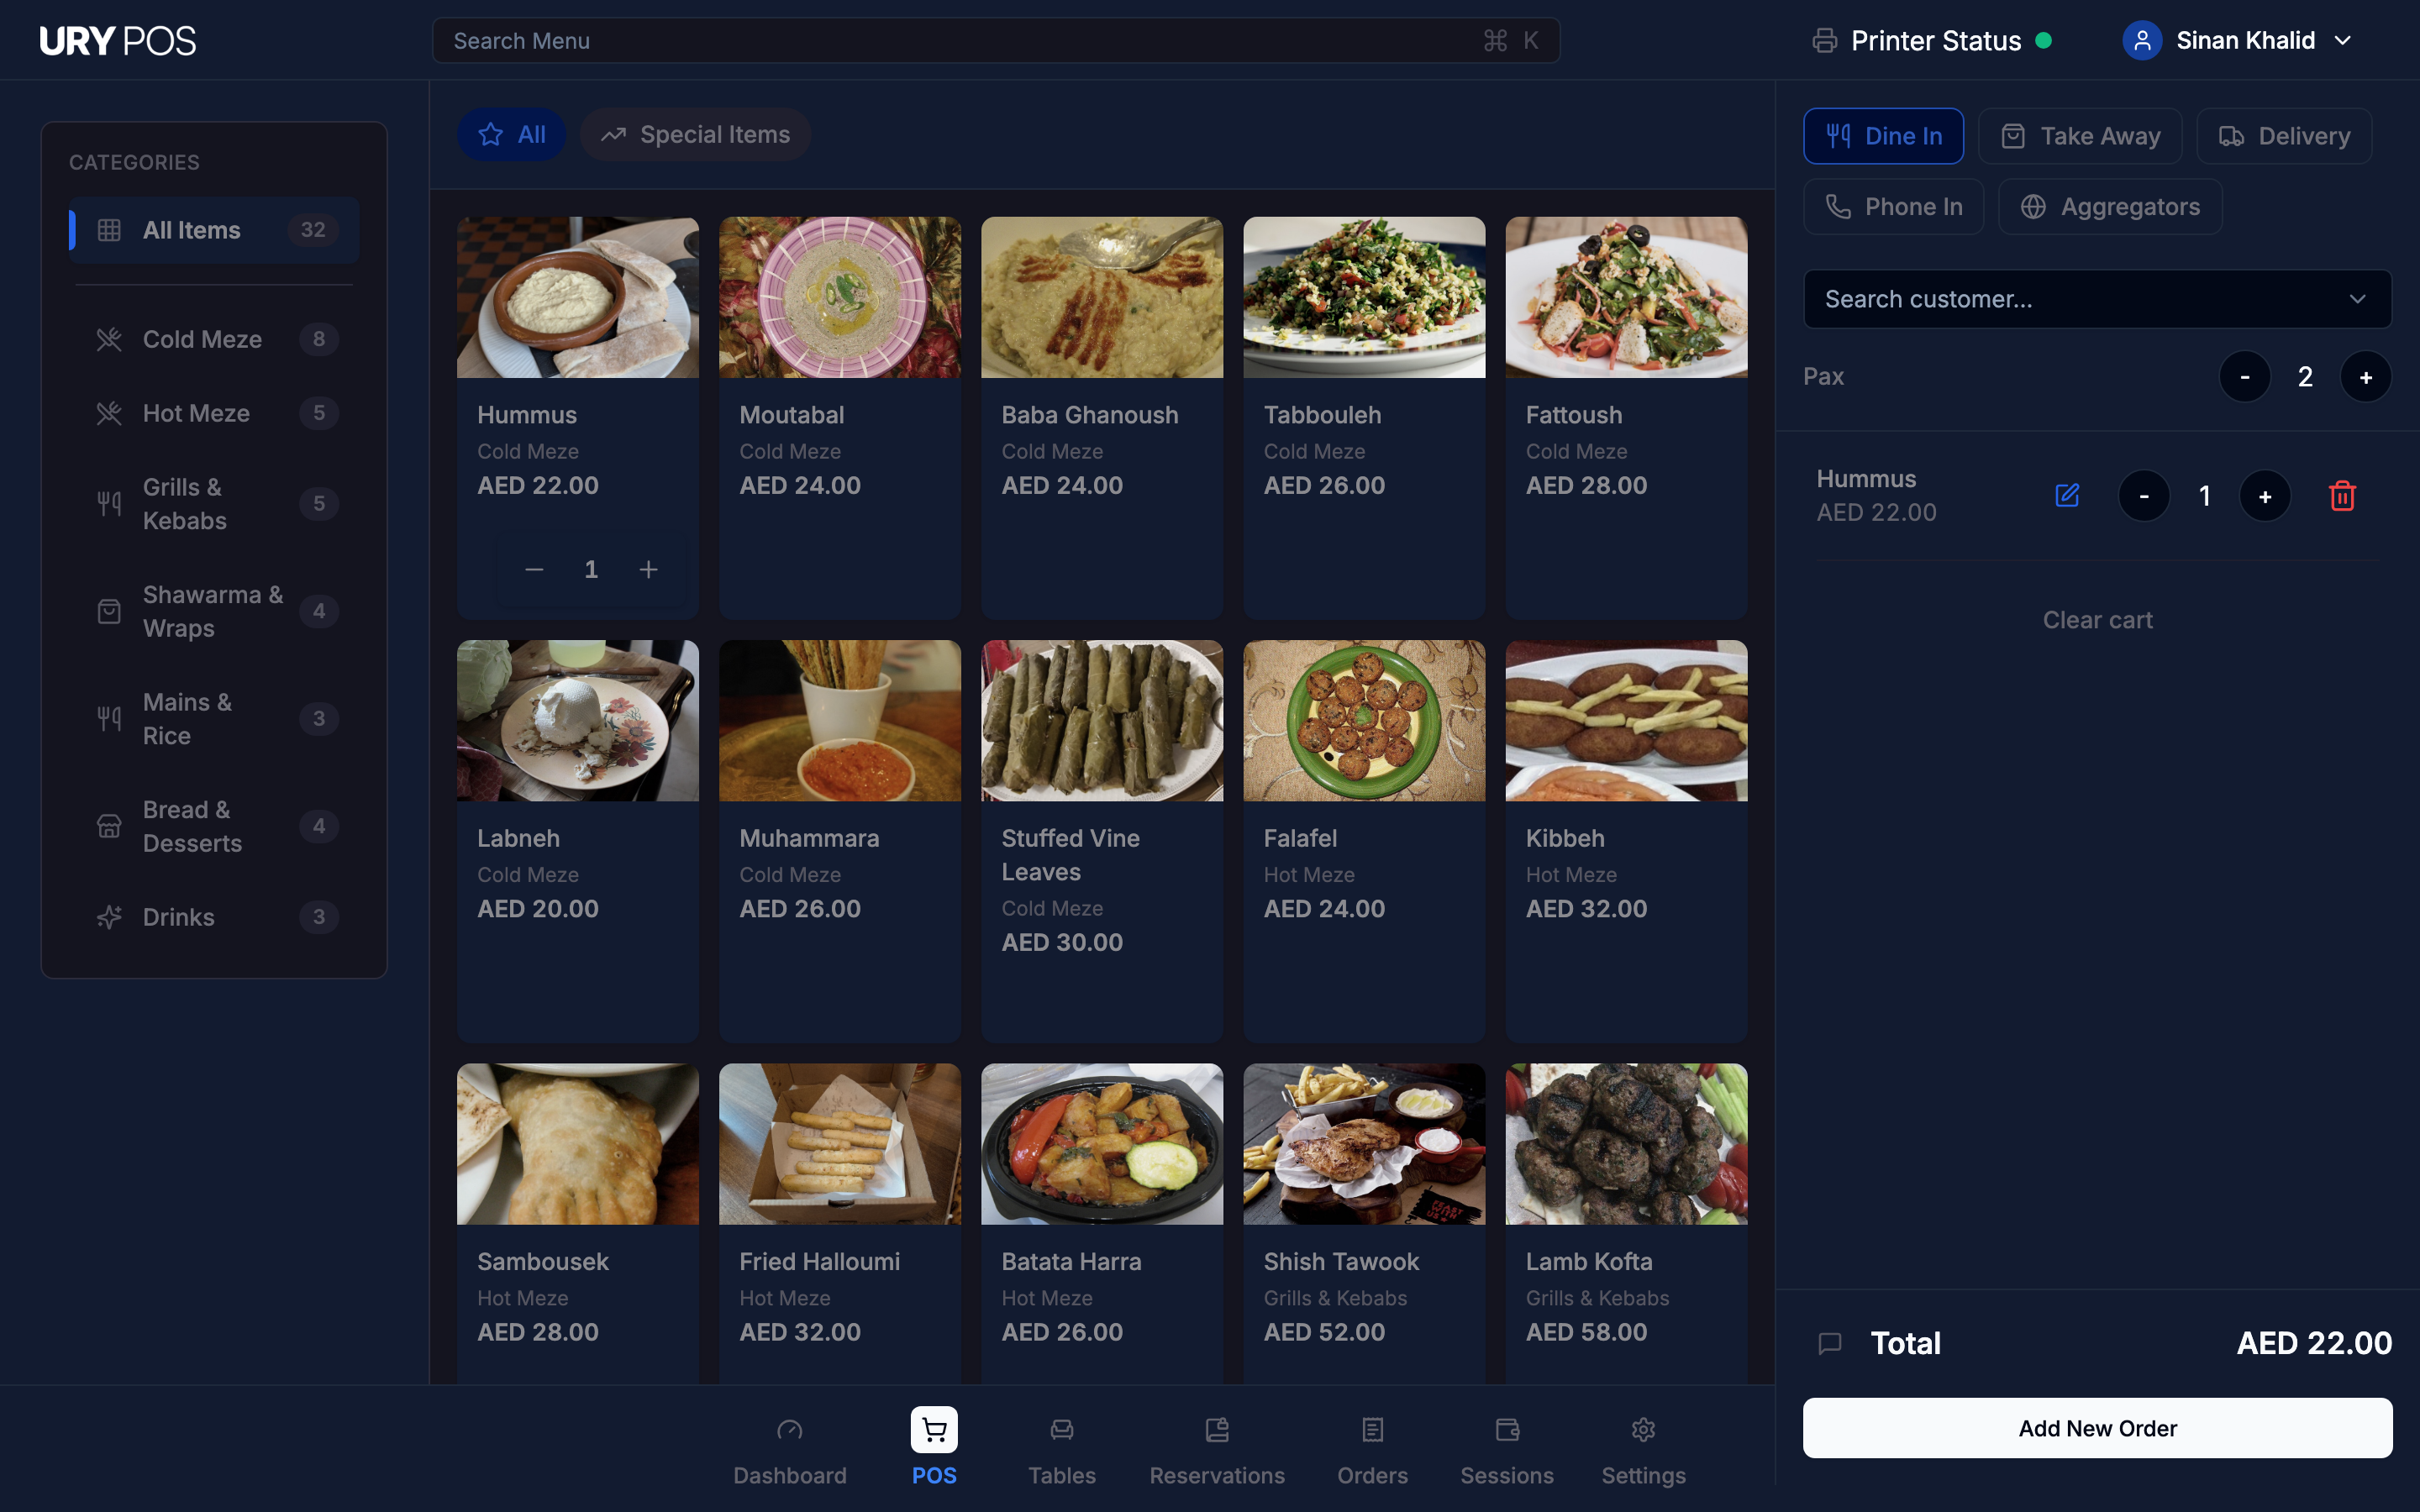 URY POS
Search Menu
⌘ K
Printer Status
Sinan Khalid
CATEGORIES
All Items 32
Cold Meze 8
Hot Meze 5
Grills &
Kebabs 5
Shawarma &
Wraps 4
Mains &
Rice 3
Bread &
Desserts 4
Drinks 3
All
Special Items
Hummus
Cold Meze
AED 22.00
- 1 +
Moutabal
Cold Meze
AED 24.00
Baba Ghanoush
Cold Meze
AED 24.00
Tabbouleh
Cold Meze
AED 26.00
Fattoush
Cold Meze
AED 28.00
Labneh
Cold Meze
AED 20.00
Muhammara
Cold Meze
AED 26.00
Stuffed Vine
Leaves
Cold Meze
AED 30.00
Falafel
Hot Meze
AED 24.00
Kibbeh
Hot Meze
AED 32.00
Sambousek
Hot Meze
AED 28.00
Fried Halloumi
Hot Meze
AED 32.00
Batata Harra
Hot Meze
AED 26.00
Shish Tawook
Grills & Kebabs
AED 52.00
Lamb Kofta
Grills & Kebabs
AED 58.00
Dine In
Take Away
Delivery
Phone In
Aggregators
Search customer...
Pax - 2 +
Hummus
AED 22.00
- 1 +
Clear cart
Total AED 22.00
Add New Order
Dashboard
POS
Tables
Reservations
Orders
Sessions
Settings